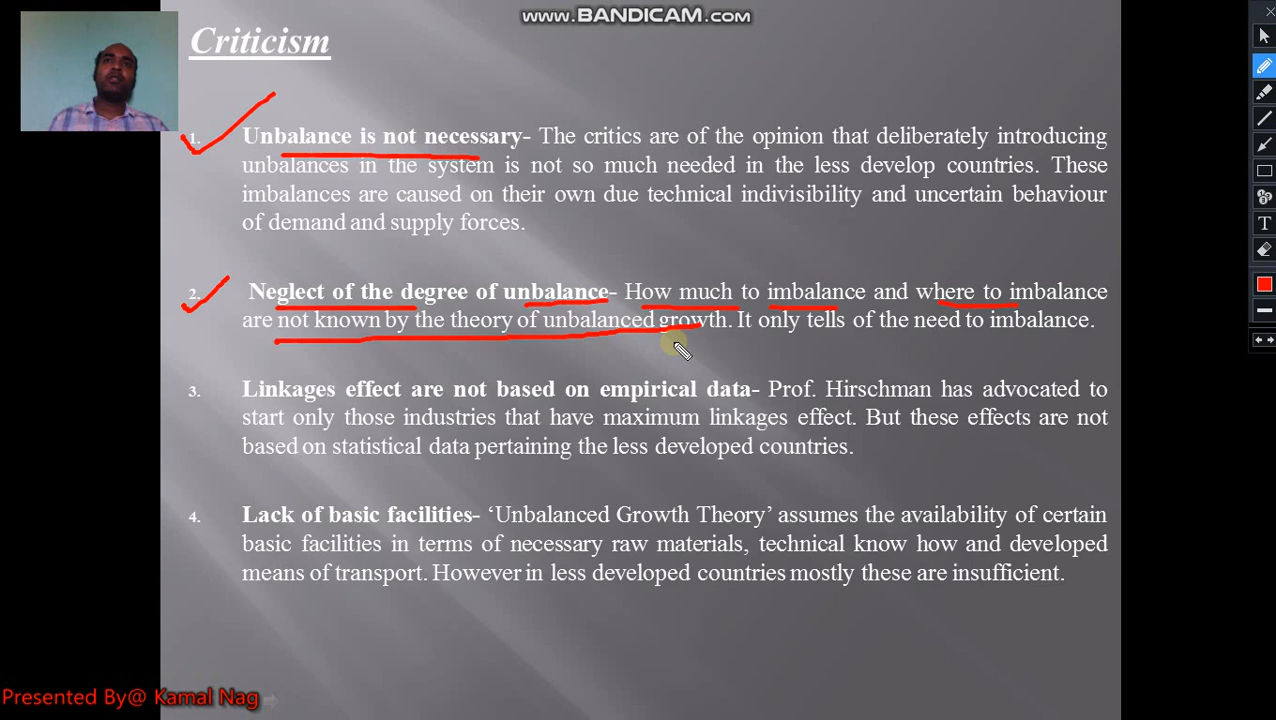 www.BANDICAM.com
Criticism
1. Unbalance is not necessary- The critics are of the opinion that deliberately introducing
unbalances in the system is not so much needed in the less develop countries. These
imbalances are caused on their own due technical indivisibility and uncertain behaviour
of demand and supply forces.
2. Neglect of the degree of unbalance- How much to imbalance and where to imbalance
are not known by the theory of unbalanced growth. It only tells of the need to imbalance.
3. Linkages effect are not based on empirical data- Prof. Hirschman has advocated to
start only those industries that have maximum linkages effect. But these effects are not
based on statistical data pertaining the less developed countries.
4. Lack of basic facilities- ‘Unbalanced Growth Theory’ assumes the availability of certain
basic facilities in terms of necessary raw materials, technical know how and developed
means of transport. However in less developed countries mostly these are insufficient.
Presented By@ Kamal Nag